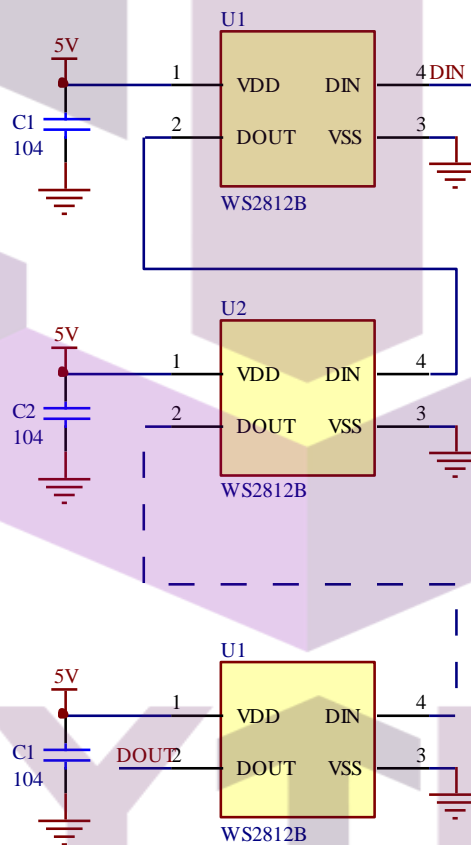 U1
5V
1 VDD DIN 4 DIN
C1
104
2 DOUT VSS 3
WS2812B
U2
5V
1 VDD DIN 4
C2
104
2 DOUT VSS 3
WS2812B
U1
5V
1 VDD DIN 4
C1
104
DOUT 2 DOUT VSS 3
WS2812B